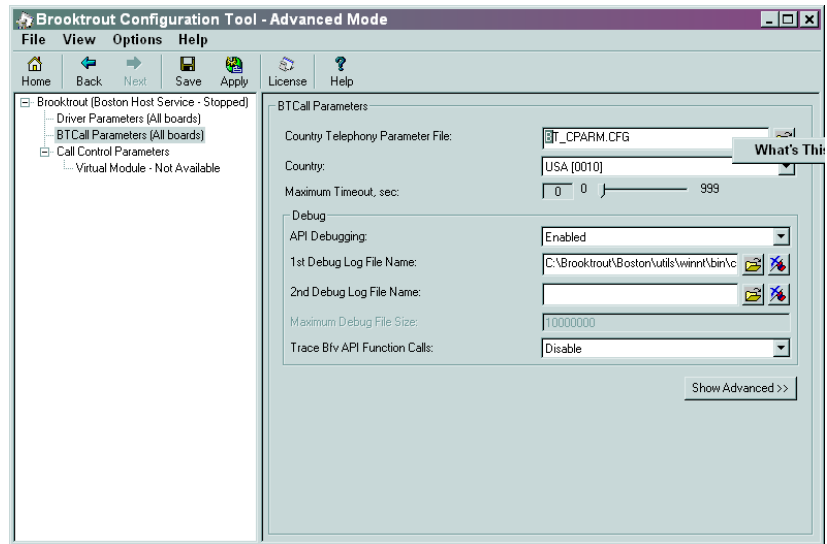 Brooktrout Configuration Tool - Advanced Mode
File View Options Help
Home Back Next Save Apply License Help
Brooktrout (Boston Host Service - Stopped)
Driver Parameters (All boards)
BTCall Parameters (All boards)
Call Control Parameters
Virtual Module - Not Available
BTCall Parameters
Country Telephony Parameter File: BT_CPARM.CFG
What's This
Country: USA [0010]
Maximum Timeout, sec: 0 0 999
Debug
API Debugging: Enabled
1st Debug Log File Name: C:\Brooktrout\Boston\utils\winnt\bin\c
2nd Debug Log File Name:
Maximum Debug File Size: 10000000
Trace Bfv API Function Calls: Disable
Show Advanced >>